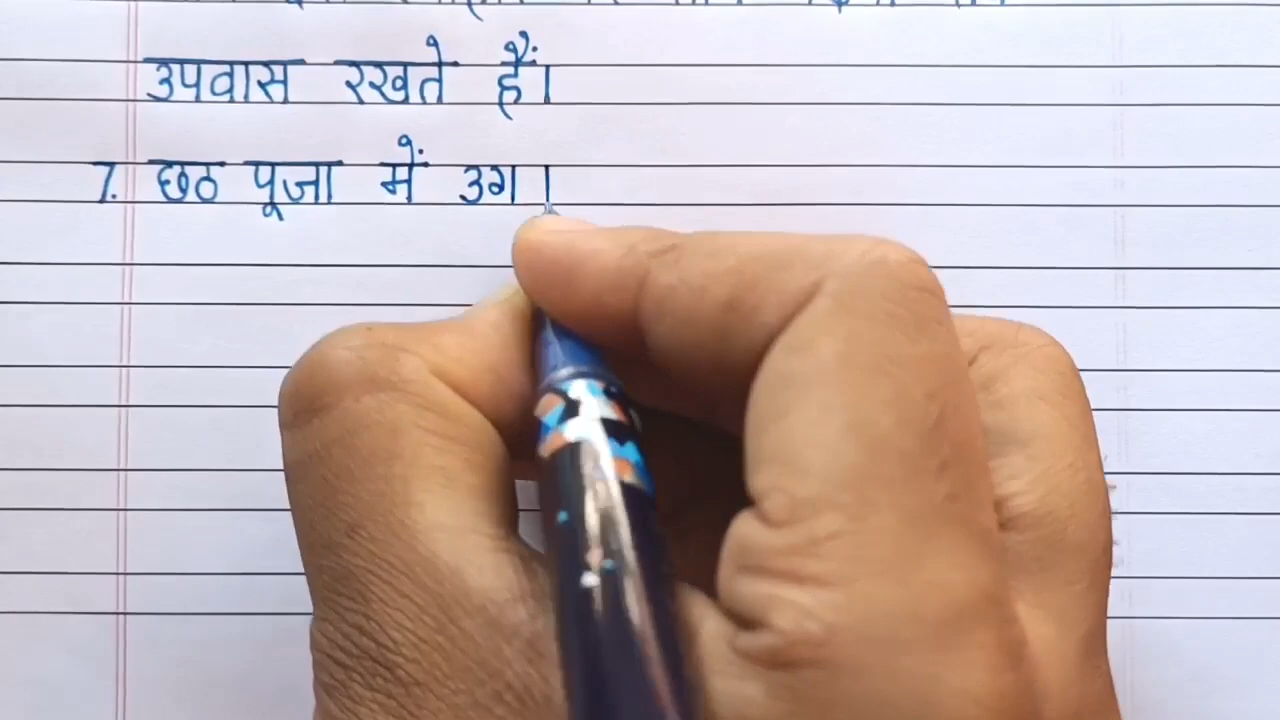 उपवास रखते हैं।
7. छठ पूजा में उग